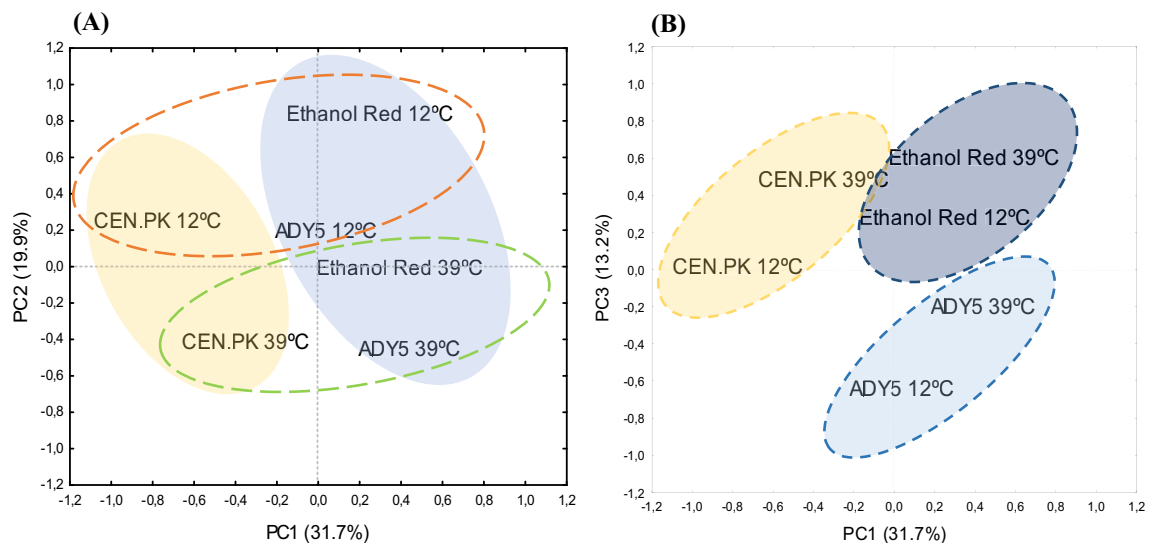 (A)
1,2
1,0
0,8
0,6
0,4
0,2
0,0
-0,2
-0,4
-0,6
-0,8
-1,0
-1,2
PC2 (19.9%)
Ethanol Red 12ºC
CEN.PK 12ºC
ADY5 12ºC
Ethanol Red 39ºC
CEN.PK 39ºC
ADY5 39ºC
-1,2 -1,0 -0,8 -0,6 -0,4 -0,2 0,0 0,2 0,4 0,6 0,8 1,0 1,2
PC1 (31.7%)
(B)
1,2
1,0
0,8
0,6
0,4
0,2
0,0
-0,2
-0,4
-0,6
-0,8
-1,0
-1,2
PC3 (13.2%)
Ethanol Red 39ºC
CEN.PK 39ºC
Ethanol Red 12ºC
CEN.PK 12ºC
ADY5 39ºC
ADY5 12ºC
-1,2 -1,0 -0,8 -0,6 -0,4 -0,2 0,0 0,2 0,4 0,6 0,8 1,0 1,2
PC1 (31.7%)